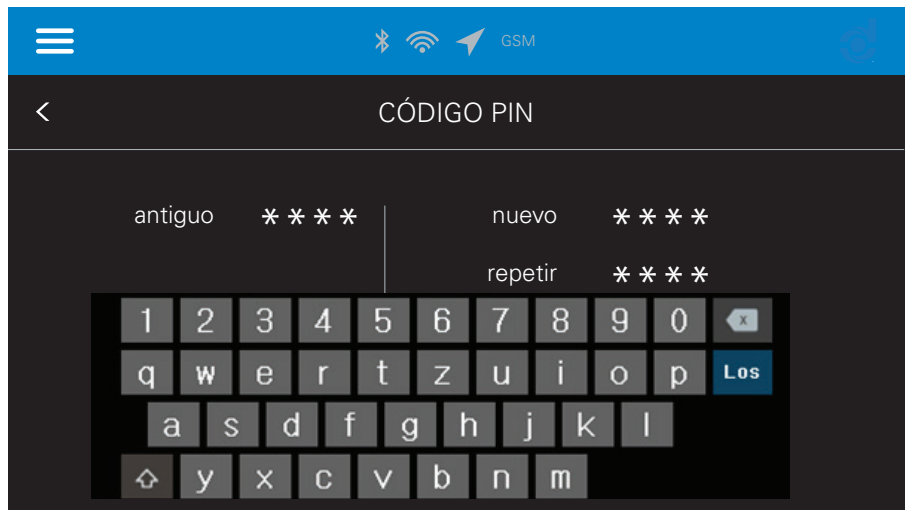 GSM
CÓDIGO PIN
antiguo **** nuevo ****
repetir ****
1 2 3 4 5 6 7 8 9 0 x
q w e r t z u i o p Los
a s d f g h j k l
y x c v b n m